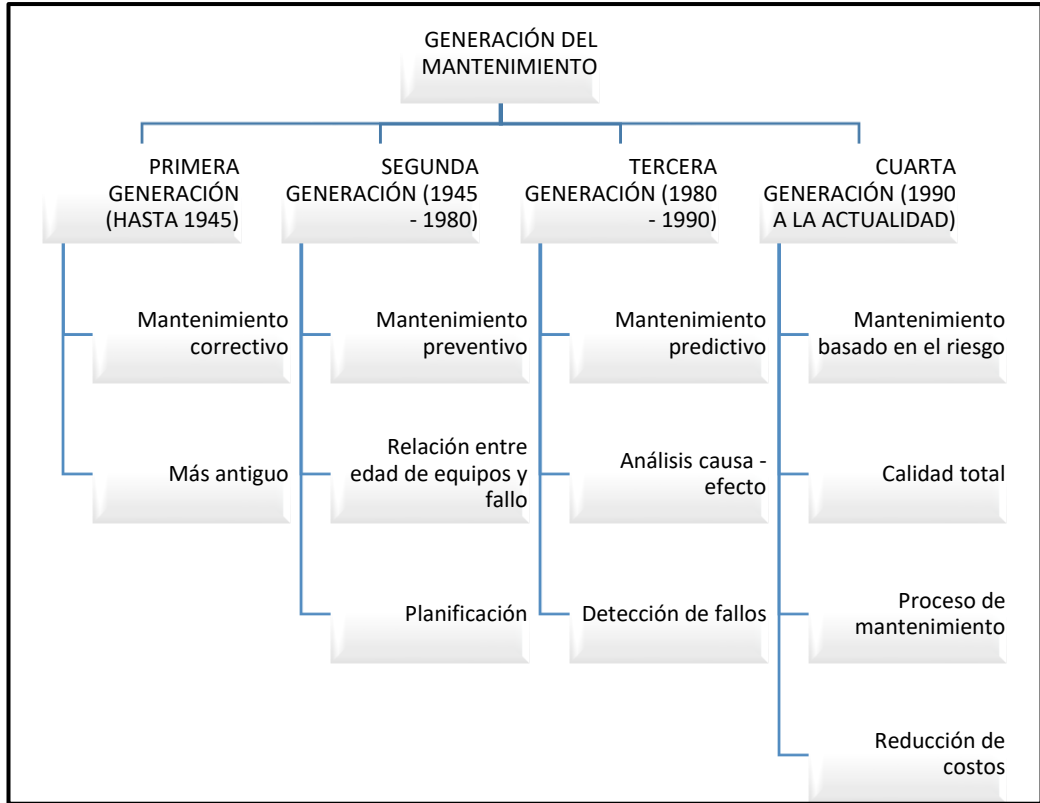 GENERACIÓN DEL
MANTENIMIENTO
PRIMERA
GENERACIÓN
(HASTA 1945)
Mantenimiento
correctivo
Más antiguo
SEGUNDA
GENERACIÓN (1945
- 1980)
Mantenimiento
preventivo
Relación entre
edad de equipos y
fallo
Planificación
TERCERA
GENERACIÓN (1980
- 1990)
Mantenimiento
predictivo
Análisis causa -
efecto
Detección de fallos
CUARTA
GENERACIÓN (1990
A LA ACTUALIDAD)
Mantenimiento
basado en el riesgo
Calidad total
Proceso de
mantenimiento
Reducción de
costos